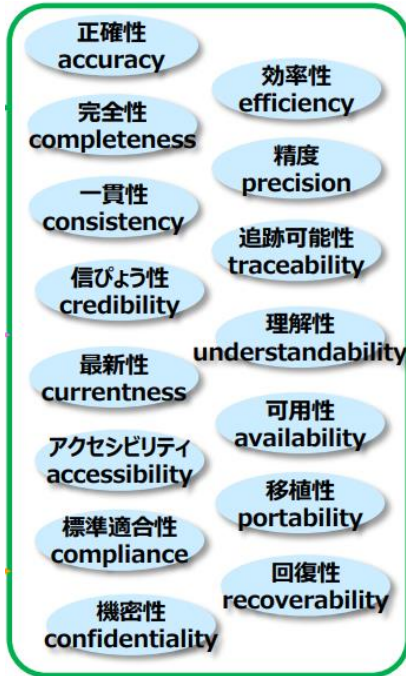 正確性
accuracy
完全性
completeness
一貫性
consistency
信ぴょう性
credibility
最新性
currentness
アクセシビリティ
accessibility
標準適合性
compliance
機密性
confidentiality
効率性
efficiency
精度
precision
追跡可能性
traceability
理解性
understandability
可用性
availability
移植性
portability
回復性
recoverability